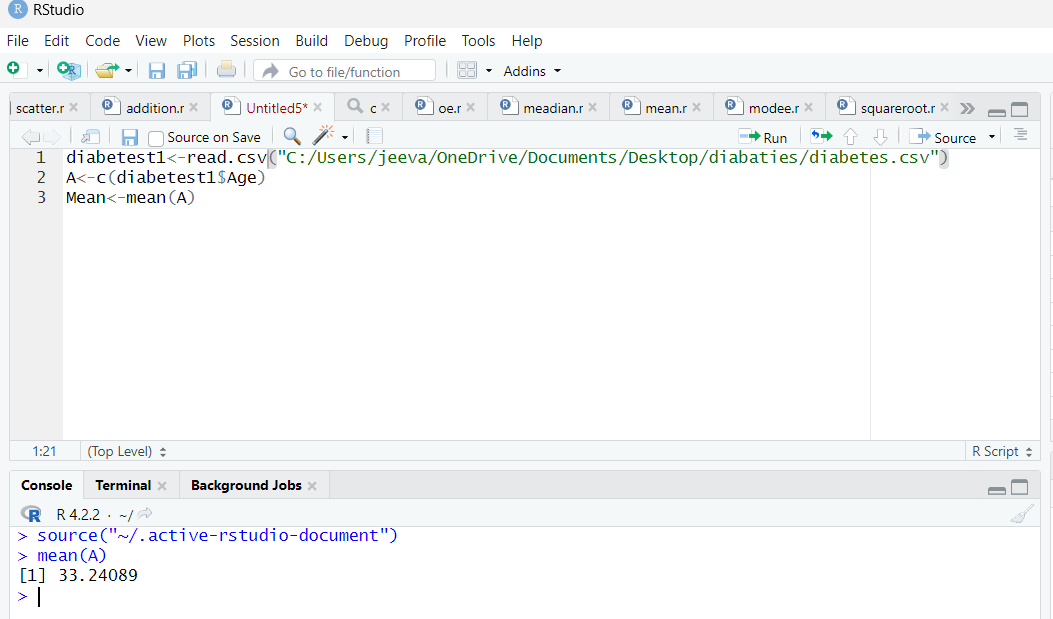 R RStudio
File Edit Code View Plots Session Build Debug Profile Tools Help
Go to file/function Addins
scatter.r addition.r Untitled5* c oe.r meadian.r mean.r modee.r squareroot.r
Source on Save Run Source
1 diabetest1<-read.csv("C:/Users/jeeva/OneDrive/Documents/Desktop/diabaties/diabetes.csv")
2 A<-c(diabetest1$Age)
3 Mean<-mean(A)
1:21 (Top Level) R Script
Console Terminal Background Jobs
R R 4.2.2 · ~/
> source("~/.active-rstudio-document")
> mean(A)
[1] 33.24089
>